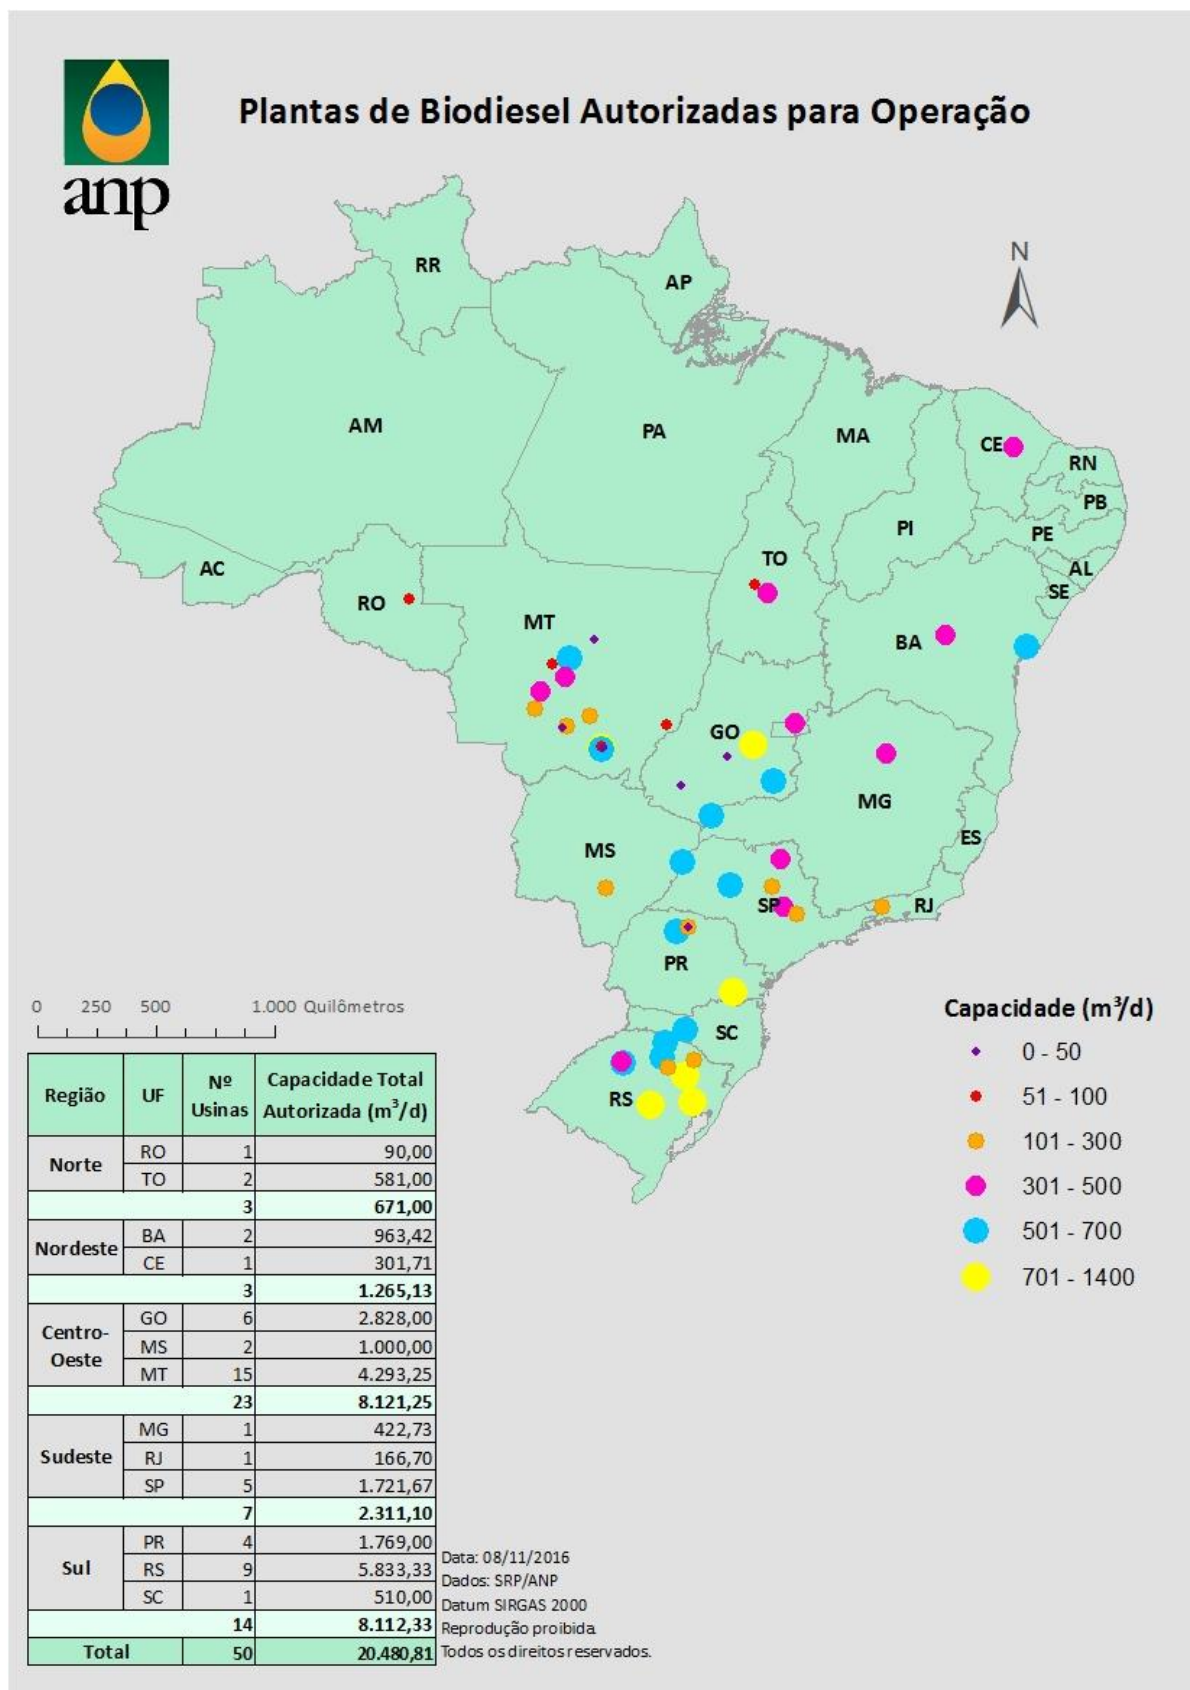 anp
Plantas de Biodiesel Autorizadas para Operação
N
RR
AP
AM
PA
MA
CE
RN
PB
PI
PE
AC
TO
AL
SE
RO
MT
BA
GO
MG
MS
ES
SP
RJ
PR
SC
RS
0 250 500 1.000 Quilômetros
Capacidade (m³/d)
0 - 50
51 - 100
101 - 300
301 - 500
501 - 700
701 - 1400
Região UF Nº Usinas Capacidade Total Autorizada (m³/d)
Norte RO 1 90,00
TO 2 581,00
3 671,00
Nordeste BA 2 963,42
CE 1 301,71
3 1.265,13
Centro-Oeste GO 6 2.828,00
MS 2 1.000,00
MT 15 4.293,25
23 8.121,25
Sudeste MG 1 422,73
RJ 1 166,70
SP 5 1.721,67
7 2.311,10
Sul PR 4 1.769,00
RS 9 5.833,33
SC 1 510,00
14 8.112,33
Total 50 20.480,81
Data: 08/11/2016
Dados: SRP/ANP
Datum SIRGAS 2000
Reprodução proibida.
Todos os direitos reservados.